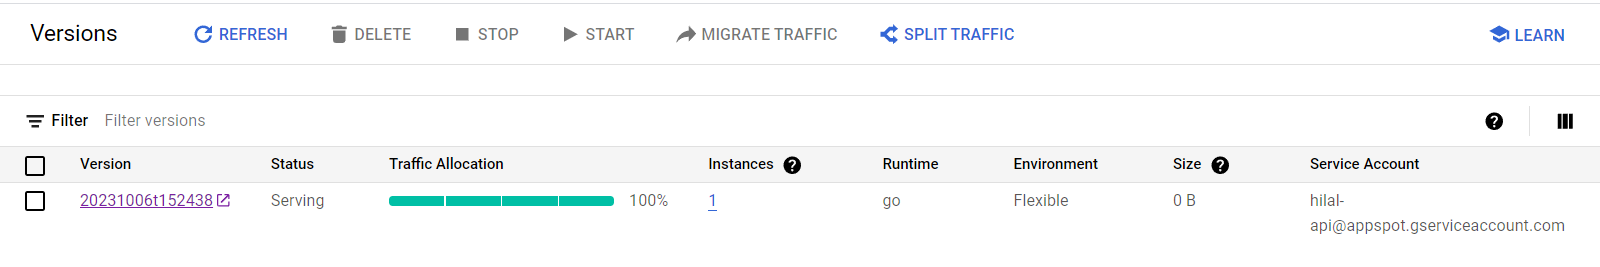 Versions REFRESH DELETE STOP START MIGRATE TRAFFIC SPLIT TRAFFIC LEARN
Filter Filter versions ?
Version Status Traffic Allocation Instances ? Runtime Environment Size ? Service Account
20231006t152438 Serving 100% 1 go Flexible 0 B hilal-
api@appspot.gserviceaccount.com